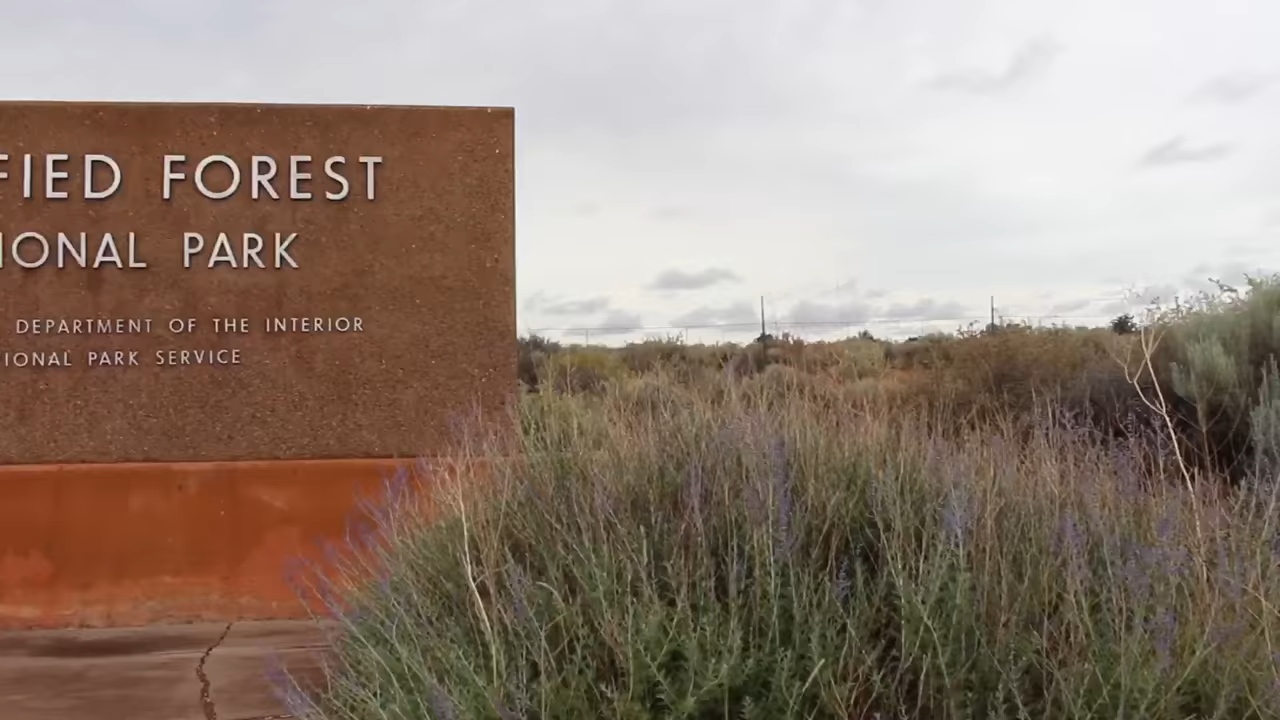 FIED FOREST
IONAL PARK
DEPARTMENT OF THE INTERIOR
IONAL PARK SERVICE